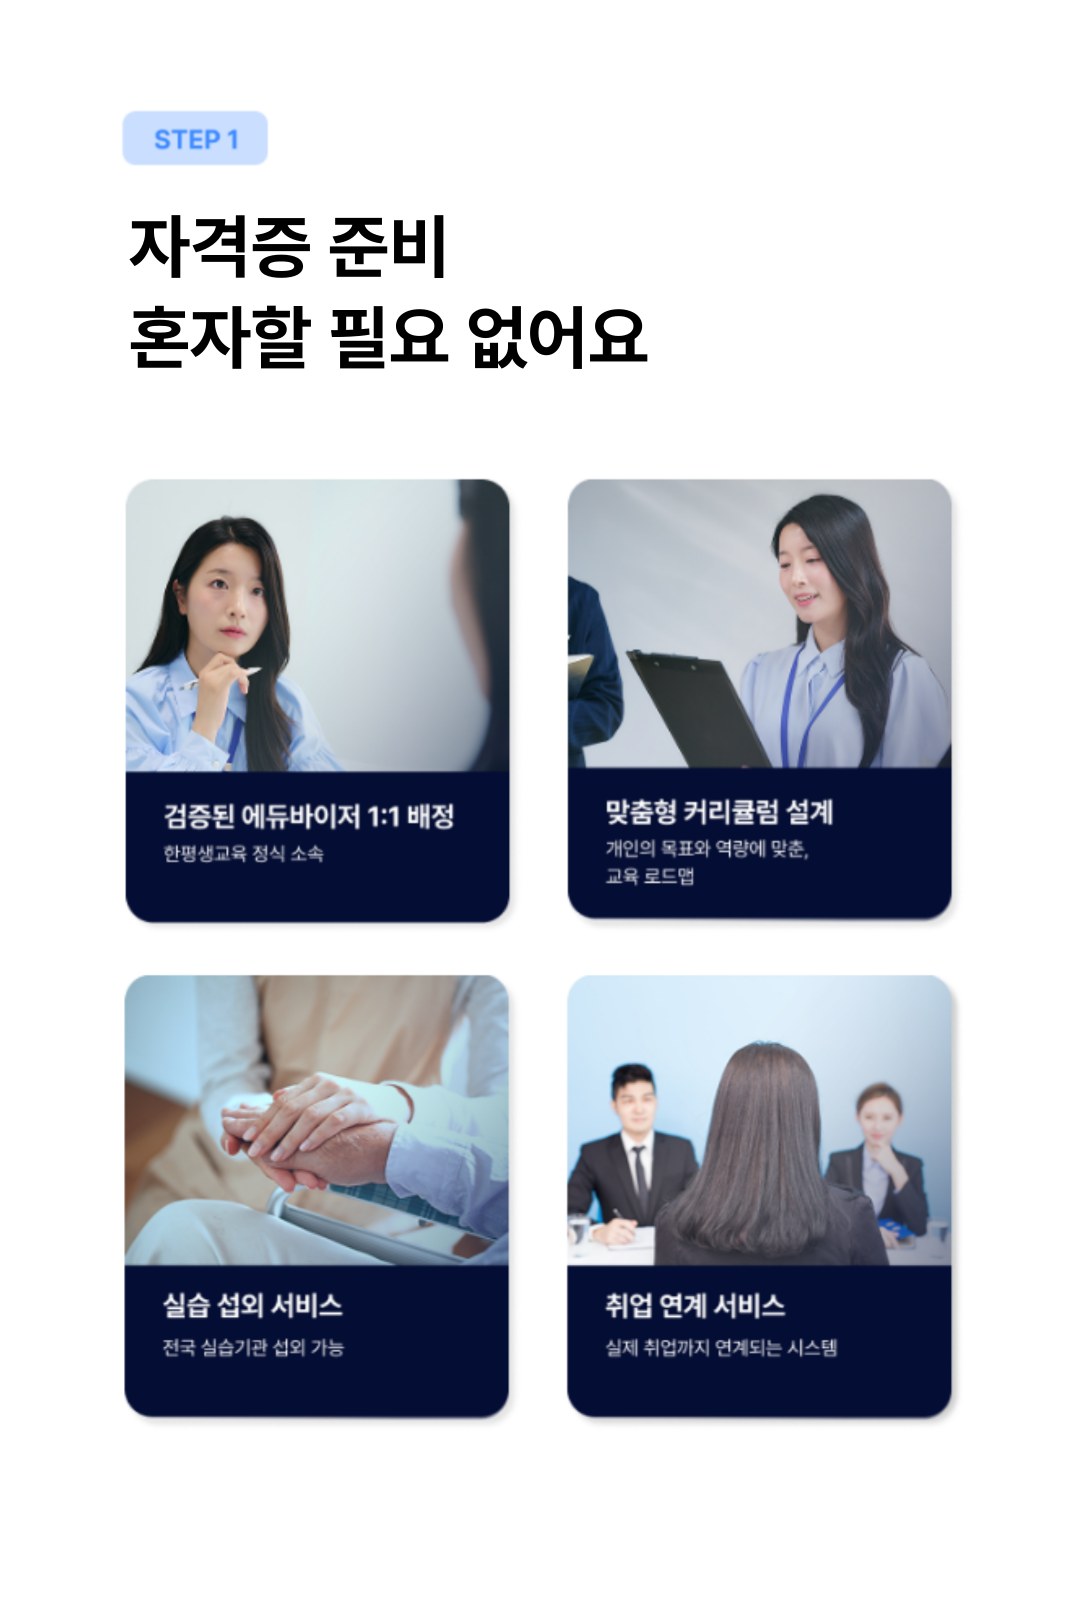 STEP 1
자격증 준비
혼자할 필요 없어요
검증된 에듀바이저 1:1 배정
한평생교육 정식 소속
맞춤형 커리큘럼 설계
개인의 목표와 역량에 맞춘,
교육 로드맵
실습 섭외 서비스
전국 실습기관 섭외 가능
취업 연계 서비스
실제 취업까지 연계되는 시스템